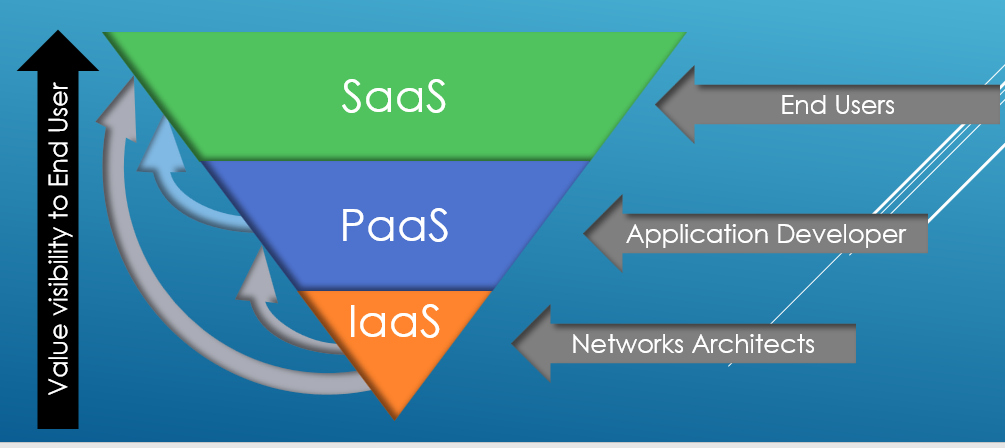 Value visibility to End User
SaaS
End Users
PaaS
Application Developer
IaaS
Networks Architects